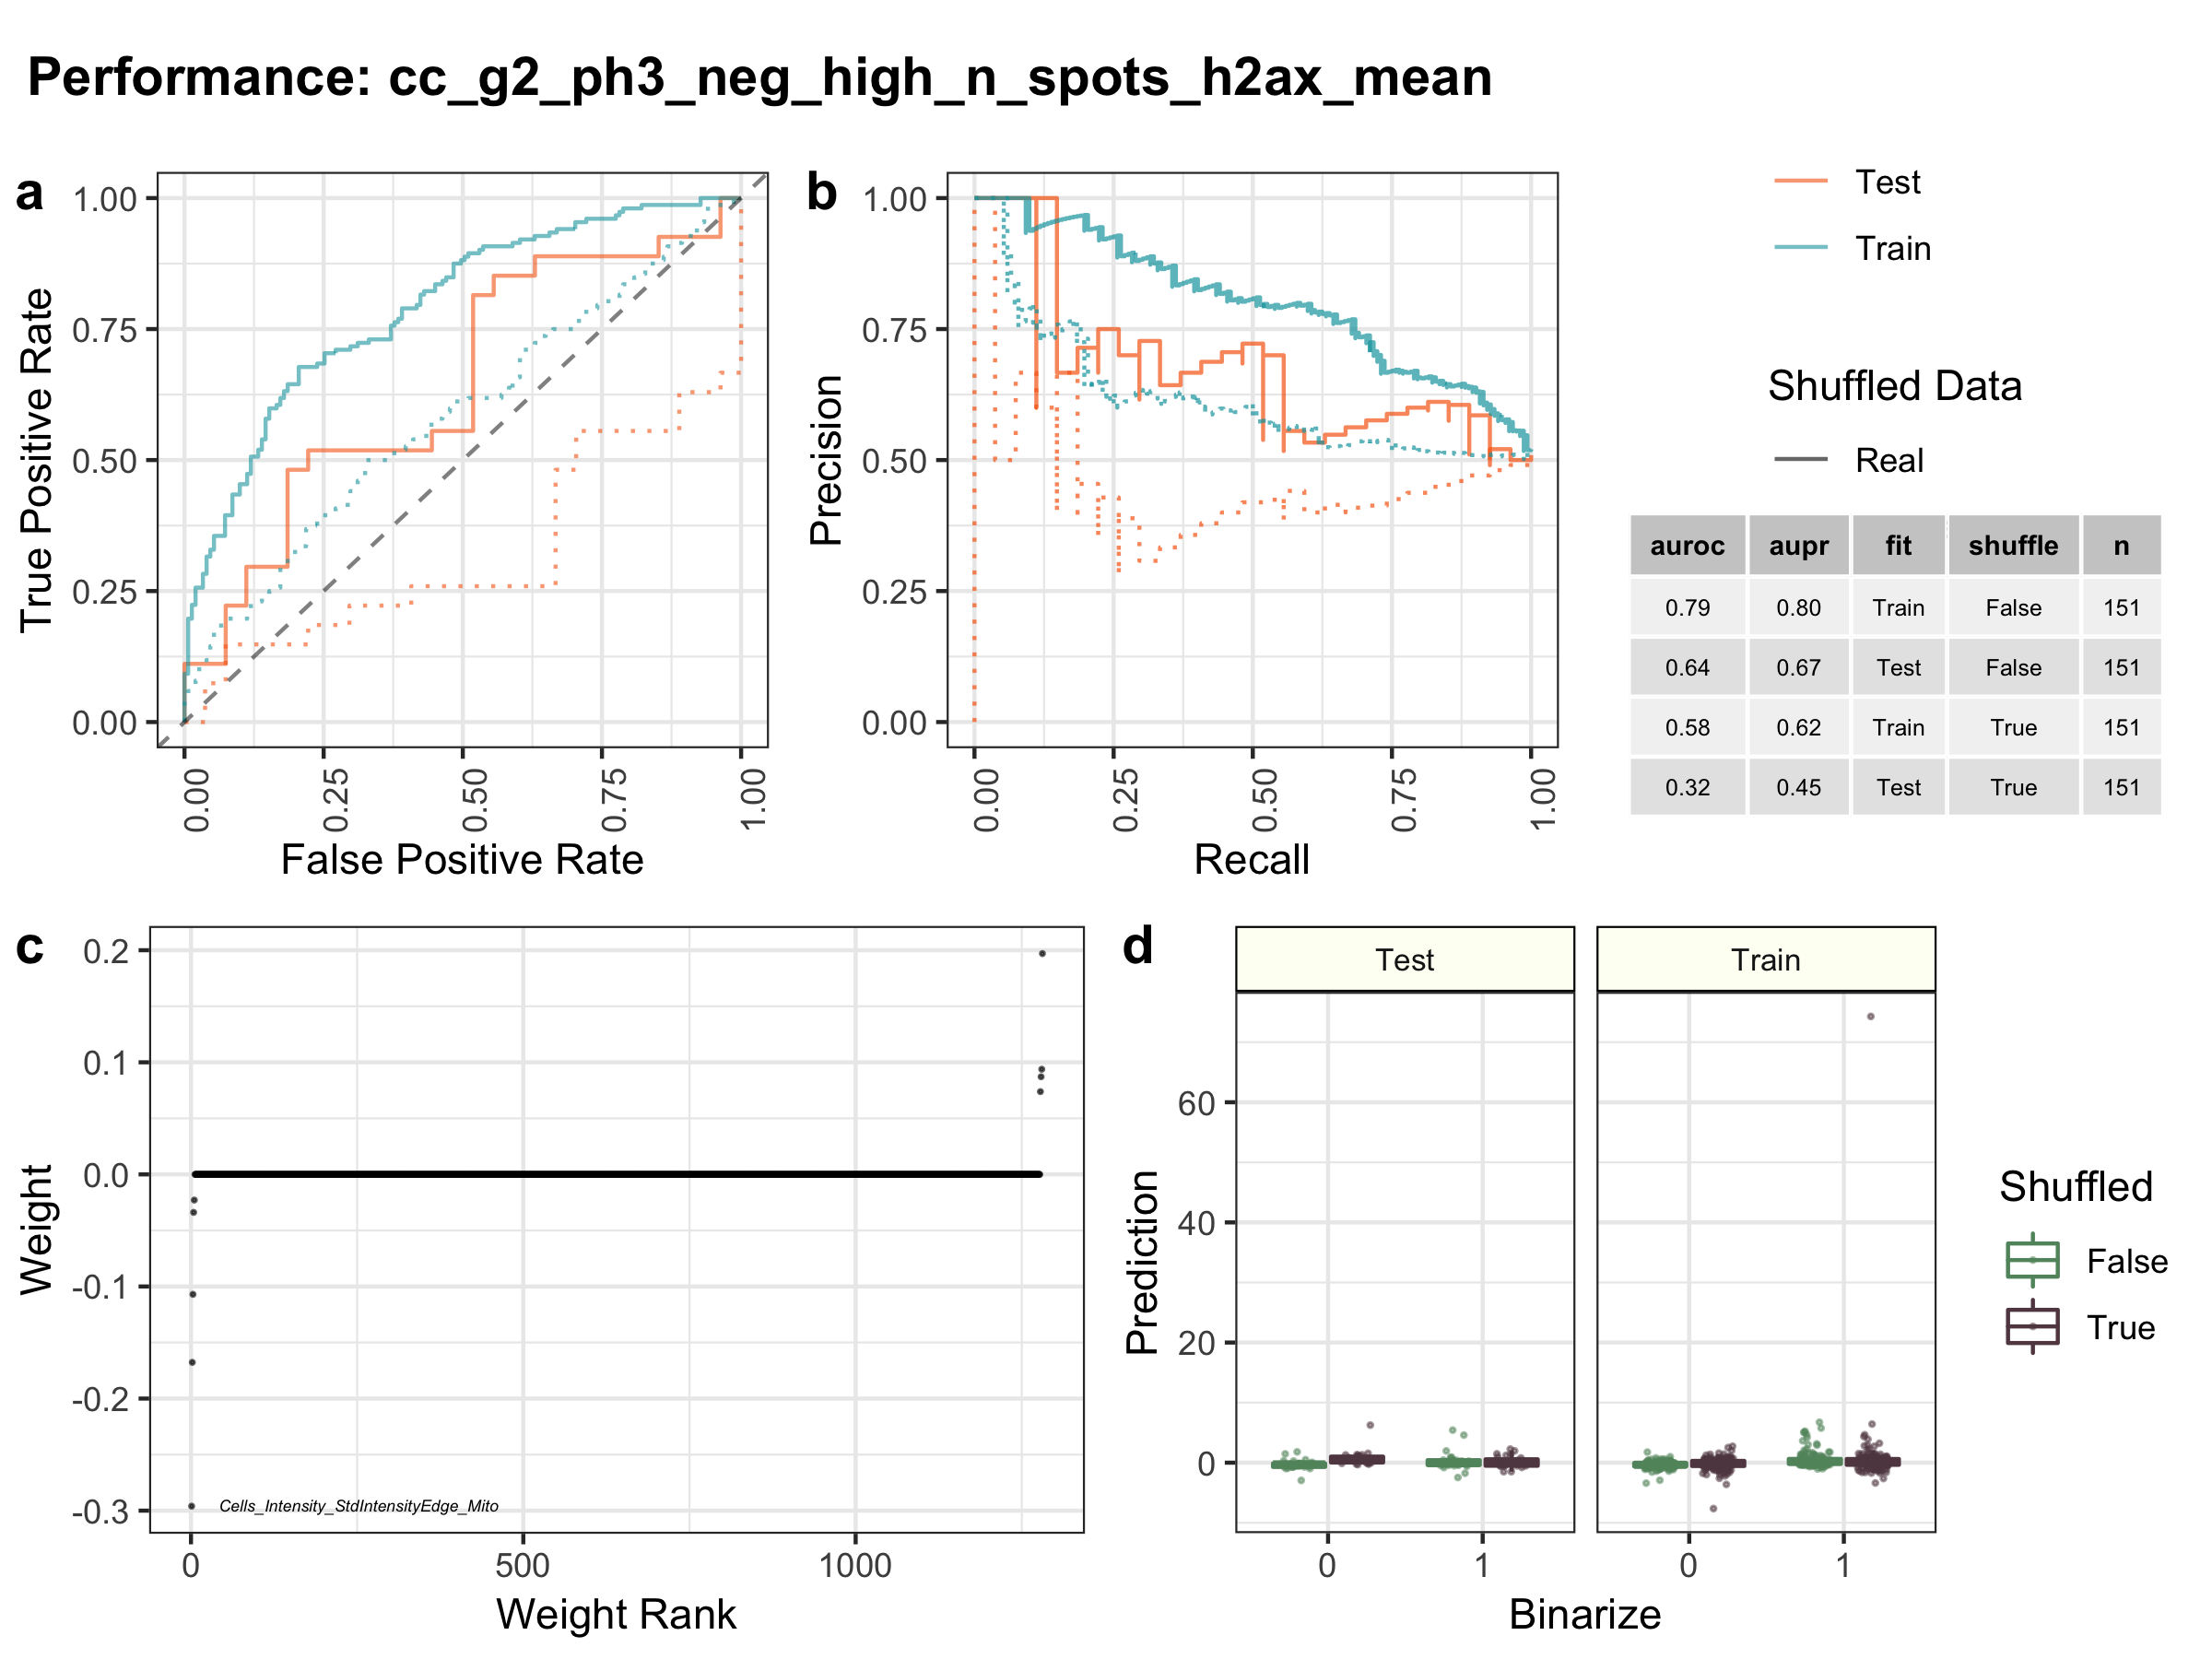 Performance: cc_g2_ph3_neg_high_n_spots_h2ax_mean
a
1.00
0.75
0.50
0.25
0.00
True Positive Rate
0.00
0.25
0.50
0.75
1.00
False Positive Rate
b
1.00
0.75
0.50
0.25
0.00
Precision
0.00
0.25
0.50
0.75
1.00
Recall
Test
Train
Shuffled Data
Real
auroc aupr fit shuffle n
0.79 0.80 Train False 151
0.64 0.67 Test False 151
0.58 0.62 Train True 151
0.32 0.45 Test True 151
c
0.2
0.1
0.0
-0.1
-0.2
-0.3
Weight
Cells_Intensity_StdIntensityEdge_Mito
0 500 1000
Weight Rank
d
Test Train
60
40
20
0
Prediction
0 1 0 1
Binarize
Shuffled
False
True